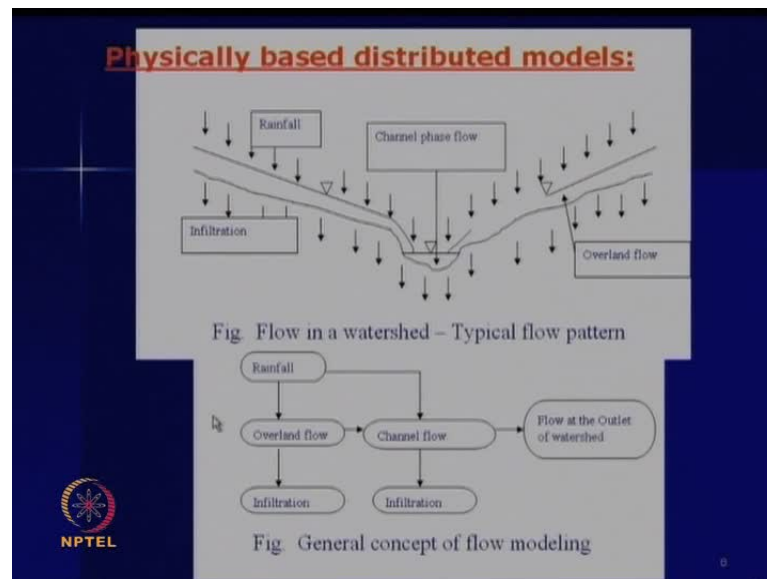 Physically based distributed models:
Rainfall
Channel phase flow
Infiltration
Overland flow
Fig. Flow in a watershed – Typical flow pattern
Rainfall
Overland flow
Channel flow
Flow at the Outlet
of watershed
Infiltration
Infiltration
Fig. General concept of flow modeling
NPTEL
6